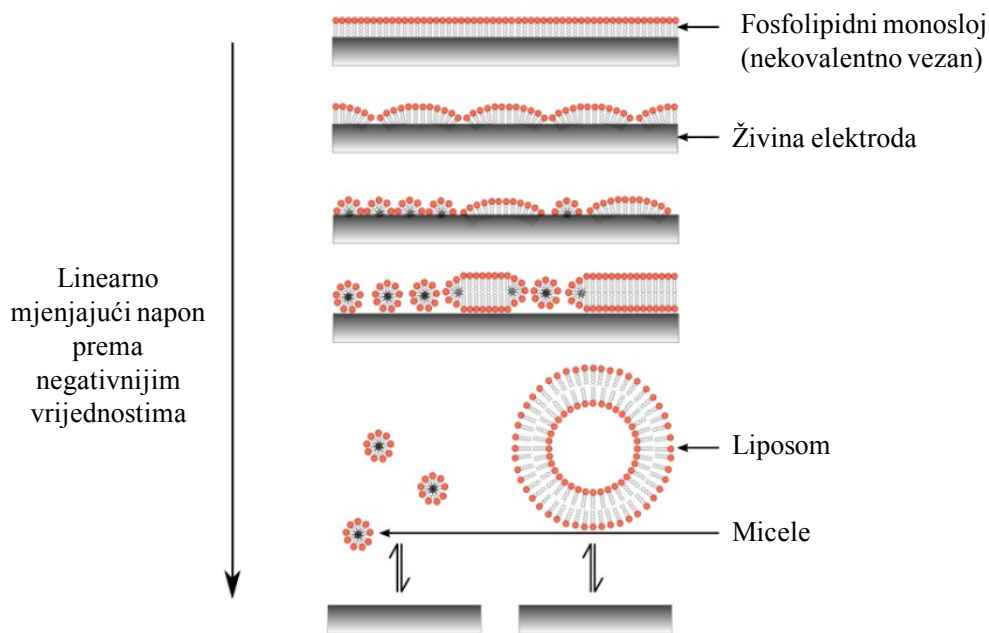 Fosfolipidni monosloj
(nekovalentno vezan)
Živina elektroda
Linearno
mjenjajući napon
prema
negativnijim
vrijednostima
Liposom
Micele